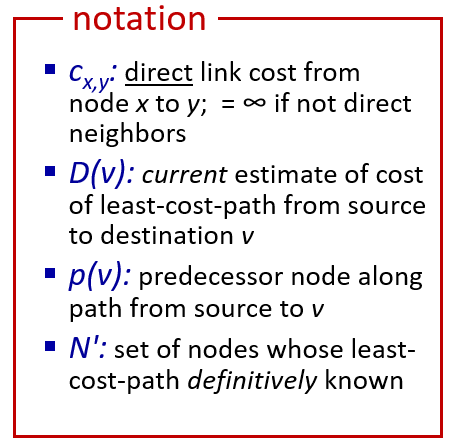 notation
▪ cx,y: direct link cost from
node x to y; = ∞ if not direct
neighbors
▪ D(v): current estimate of cost
of least-cost-path from source
to destination v
▪ p(v): predecessor node along
path from source to v
▪ N': set of nodes whose least-
cost-path definitively known